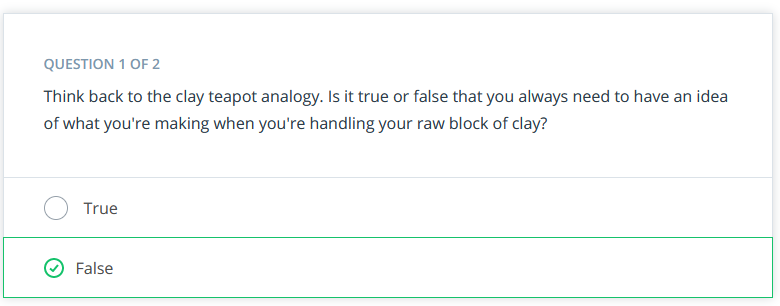 QUESTION 1 OF 2
Think back to the clay teapot analogy. Is it true or false that you always need to have an idea
of what you're making when you're handling your raw block of clay?
True
False